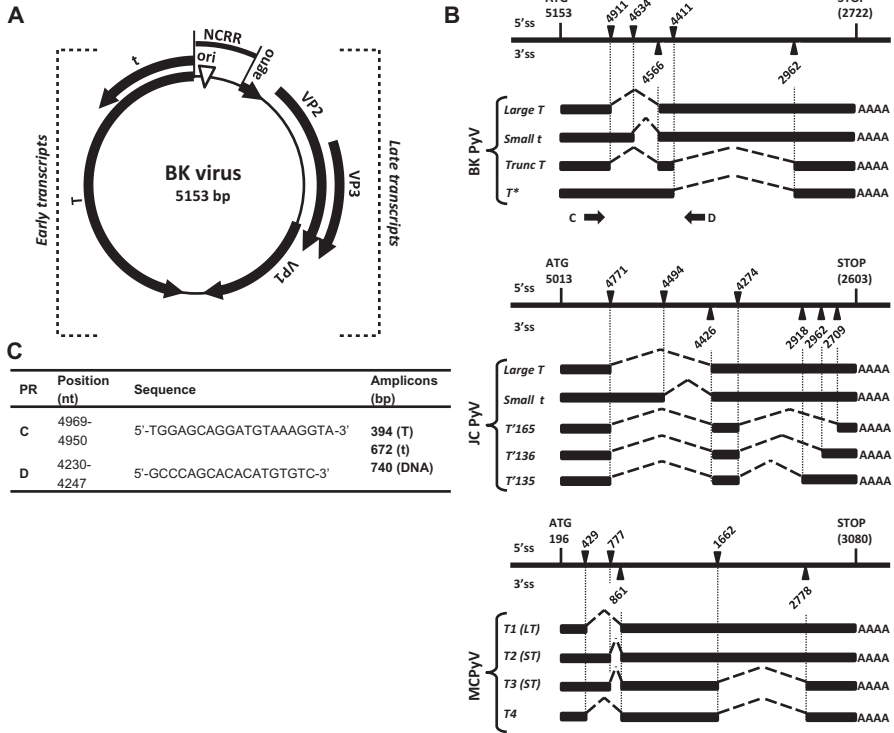 A
NCRR
ori
agno
t
VP2
VP3
VP1
T
BK virus
5153 bp
Early transcripts
Late transcripts
C
PR
Position
(nt)
Sequence
Amplicons
(bp)
C
4969-
4950
5'-TGGAGCAGGATGTAAAGGTA-3'
394 (T)
672 (t)
740 (DNA)
D
4230-
4247
5'-GCCCAGCACACATGTGTC-3'
B
ATG
5153
4911
4634
4411
STOP
(2722)
5'ss
3'ss
4566
2962
BK PyV
Large T
AAAA
Small t
AAAA
Trunc T
AAAA
T*
AAAA
C
D
ATG
5013
4771
4494
4274
STOP
(2603)
5'ss
3'ss
4426
2918
2962
2709
JC PyV
Large T
AAAA
Small t
AAAA
T'165
AAAA
T'136
AAAA
T'135
AAAA
ATG
196
429
777
1662
STOP
(3080)
5'ss
3'ss
861
2778
MCPyV
T1 (LT)
AAAA
T2 (ST)
AAAA
T3 (ST)
AAAA
T4
AAAA